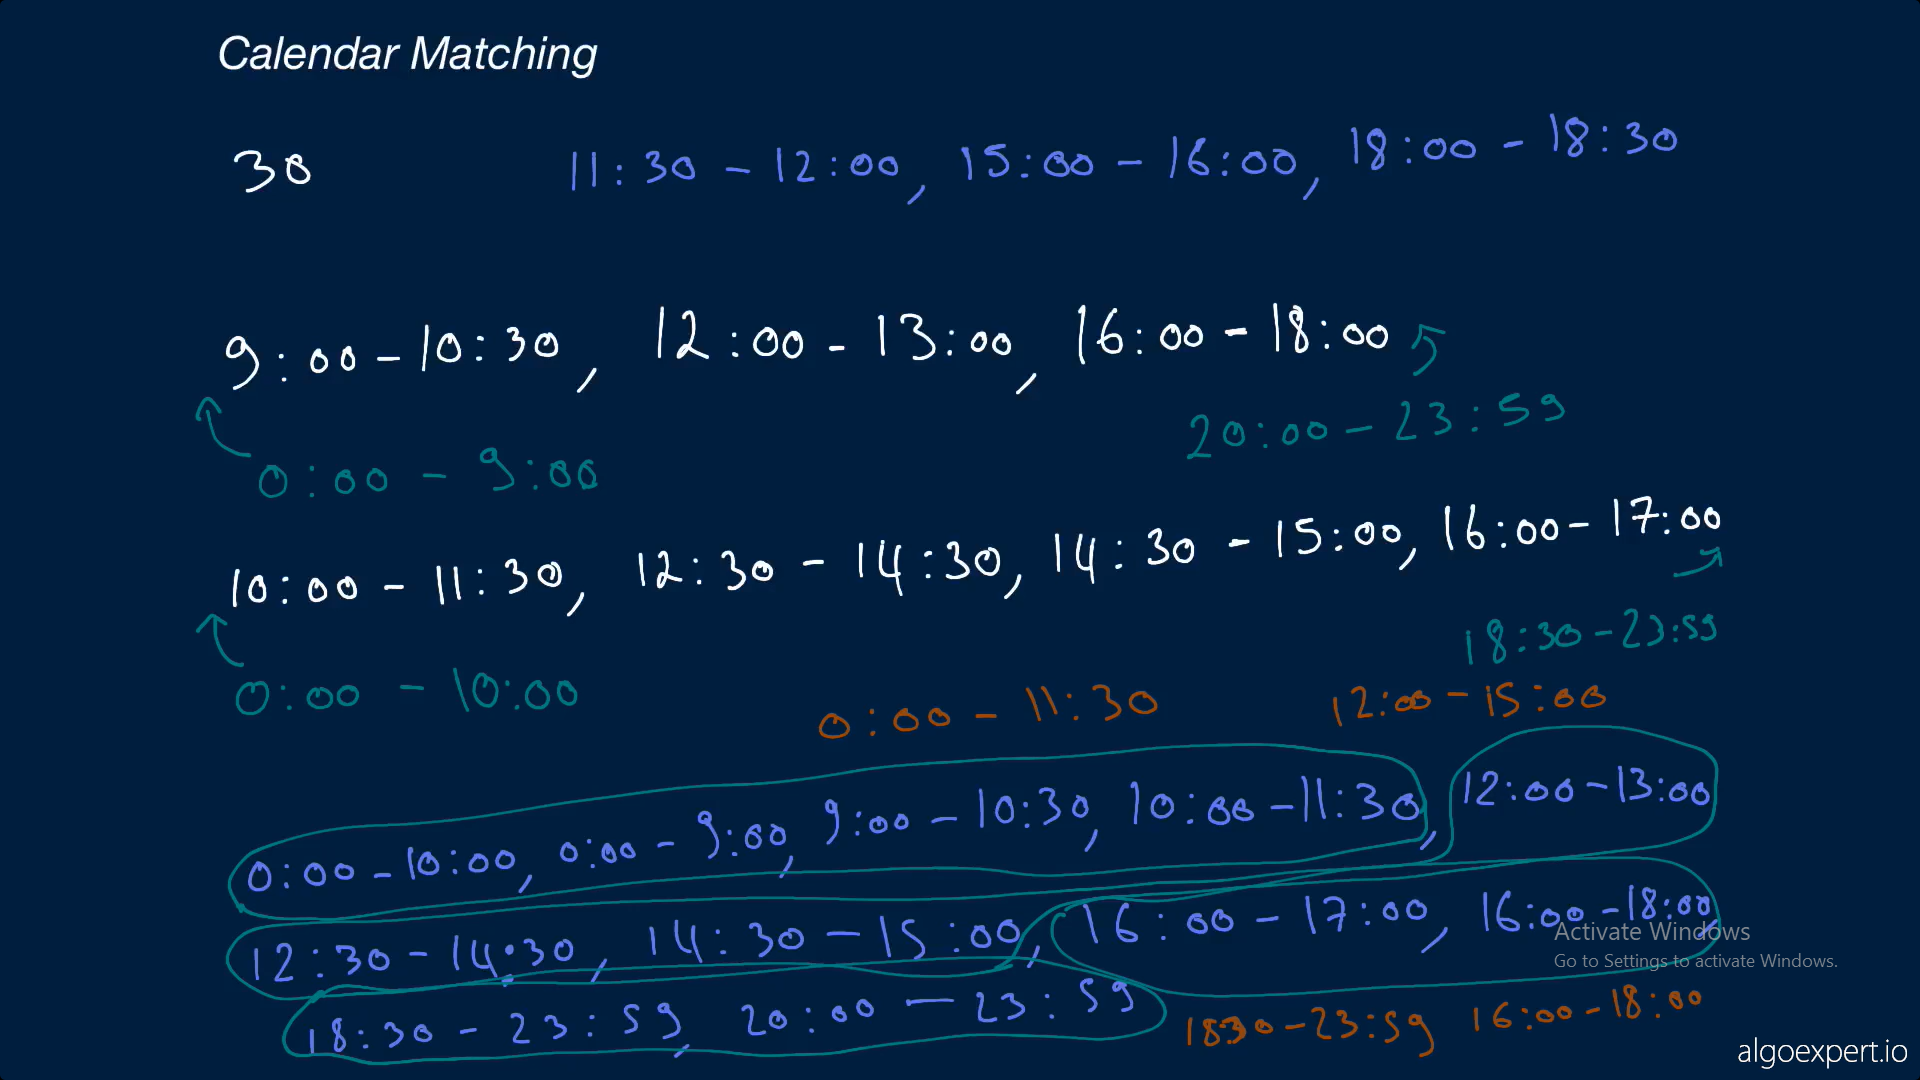 Calendar Matching
30
11:30 - 12:00, 15:00 - 16:00, 18:00 - 18:30
9:00 - 10:30, 12:00 - 13:00, 16:00 - 18:00
20:00 - 23:59
0:00 - 9:00
10:00 - 11:30, 12:30 - 14:30, 14:30 - 15:00, 16:00 - 17:00
18:30 - 23:59
0:00 - 10:00
0:00 - 11:30 12:00 - 15:00
0:00 - 10:00, 0:00 - 9:00, 9:00 - 10:30, 10:00 - 11:30, 12:00 - 13:00
12:30 - 14:30, 14:30 - 15:00, 16:00 - 17:00, 16:00 - 18:00,
Activate Windows
Go to Settings to activate Windows.
18:30 - 23:59, 20:00 - 23:59
1830 - 23:59 16:00 - 18:00
algoexpert.io